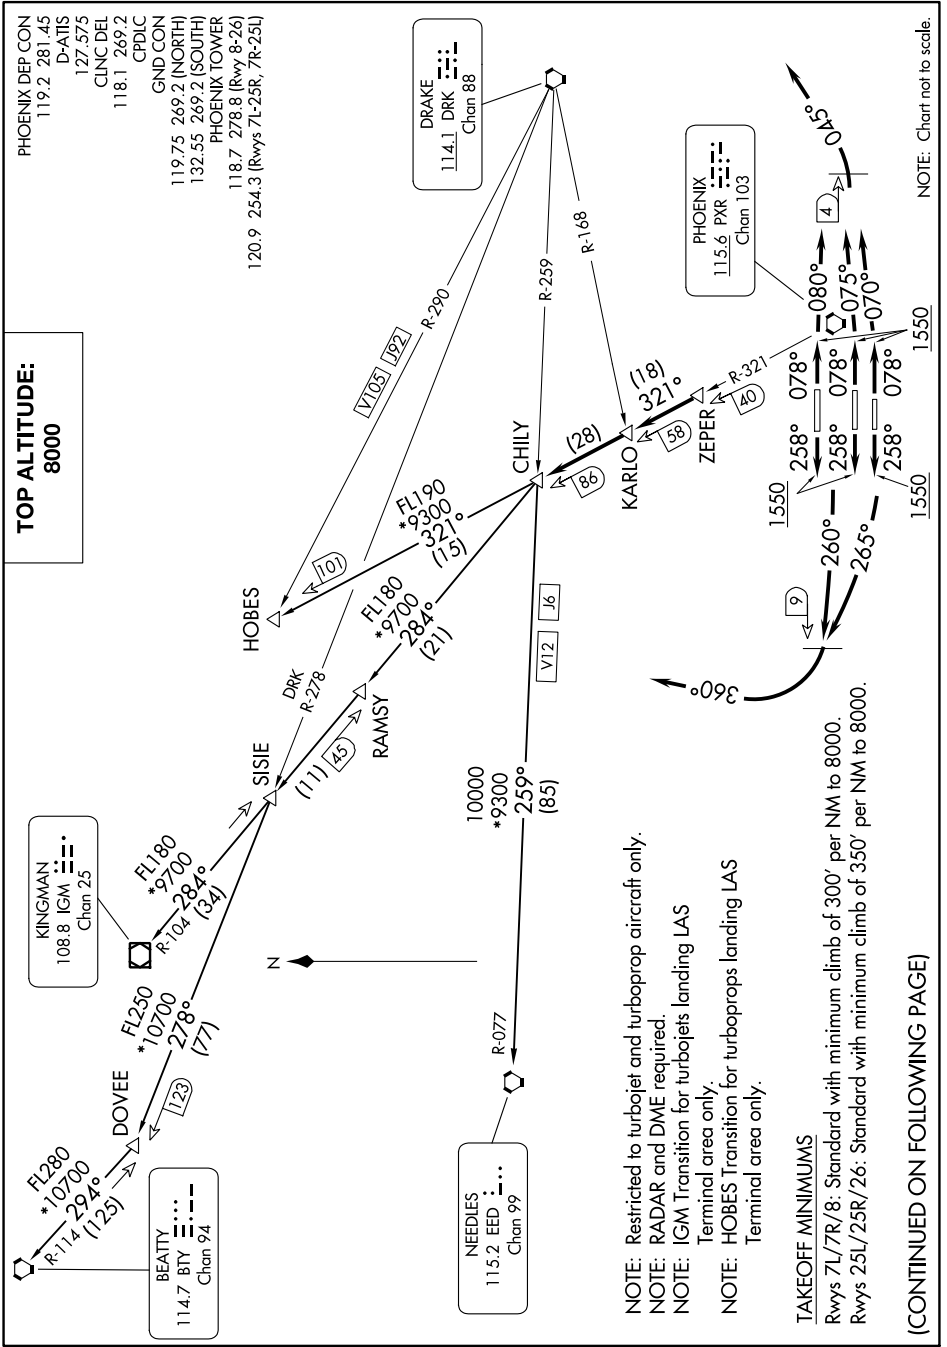 PHOENIX DEP CON
119.2 281.45
D-ATIS
127.575
CLNC DEL
118.1 269.2
CPDLC
GND CON
119.75 269.2 (NORTH)
132.55 269.2 (SOUTH)
PHOENIX TOWER
118.7 278.8 (Rwy 8-26)
120.9 254.3 (Rwys 7L-25R, 7R-25L)
TOP ALTITUDE:
8000
DRAKE
114.1 DRK
Chan 88
R-290
V105 J92
R-259
R-168
DRK
R-278
HOBES
101
FL190
*9300
321°
(15)
CHILY
86
(28)
KARLO
58
(18)
321°
ZEPER
40
R-321
PHOENIX
115.6 PXR
Chan 103
FL180
*9700
284°
(21)
RAMSY
45
(11)
SISIE
FL180
*9700
284°
(34)
R-104
KINGMAN
108.8 IGM
Chan 25
FL250
*10700
278°
(77)
DOVEE
123
FL280
*10700
294°
(125)
R-114
BEATTY
114.7 BTY
Chan 94
N
V12 J6
10000
*9300
259°
(85)
R-077
NEEDLES
115.2 EED
Chan 99
1550
258° 078° 080°
258° 078° 075°
258° 078° 070°
1550
1550
4
045°
260°
265°
9
360°
NOTE: Chart not to scale.
NOTE: Restricted to turbojet and turboprop aircraft only.
NOTE: RADAR and DME required.
NOTE: IGM Transition for turbojets landing LAS
Terminal area only.
NOTE: HOBES Transition for turboprops landing LAS
Terminal area only.
TAKEOFF MINIMUMS
Rwys 7L/7R/8: Standard with minimum climb of 300' per NM to 8000.
Rwys 25L/25R/26: Standard with minimum climb of 350' per NM to 8000.
(CONTINUED ON FOLLOWING PAGE)